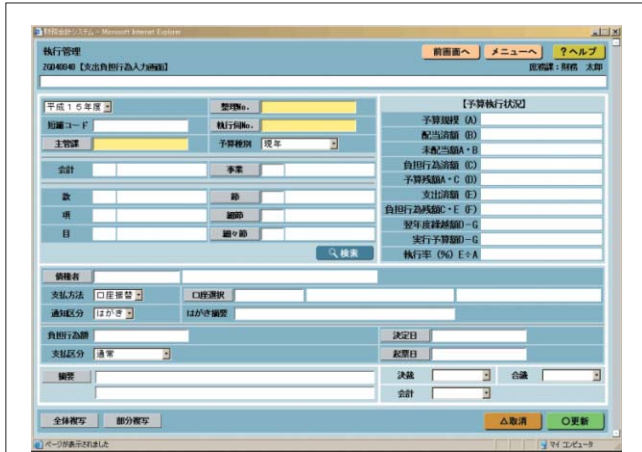 財務会計システム - Microsoft Internet Explorer
執行管理 前画面へ メニューへ ?ヘルプ
ZGD40040【支出負担行為入力画面】 庶務課:財務 太郎
平成15年度 整理No. 【予算執行状況】
短縮コード 執行伺No. 予算規模 (A)
主管課 予算種別 現年 配当済額 (B)
未配当額A-B
会計 事業 負担行為済額 (C)
予算残額A-C (D)
款 節 支出済額 (E)
項 細節 負担行為残額C-E (F)
目 細々節 翌年度繰越額D-G
実行予算額D-G
検索 執行率 (%) E÷A
債権者
支払方法 口座振替 口座選択
通知区分 はがき はがき摘要
負担行為額 決定日
支払区分 通常 起票日
摘要 決裁 合議
会計
全体複写 部分複写 △取消 ○更新
ページが表示されました マイ コンピュータ